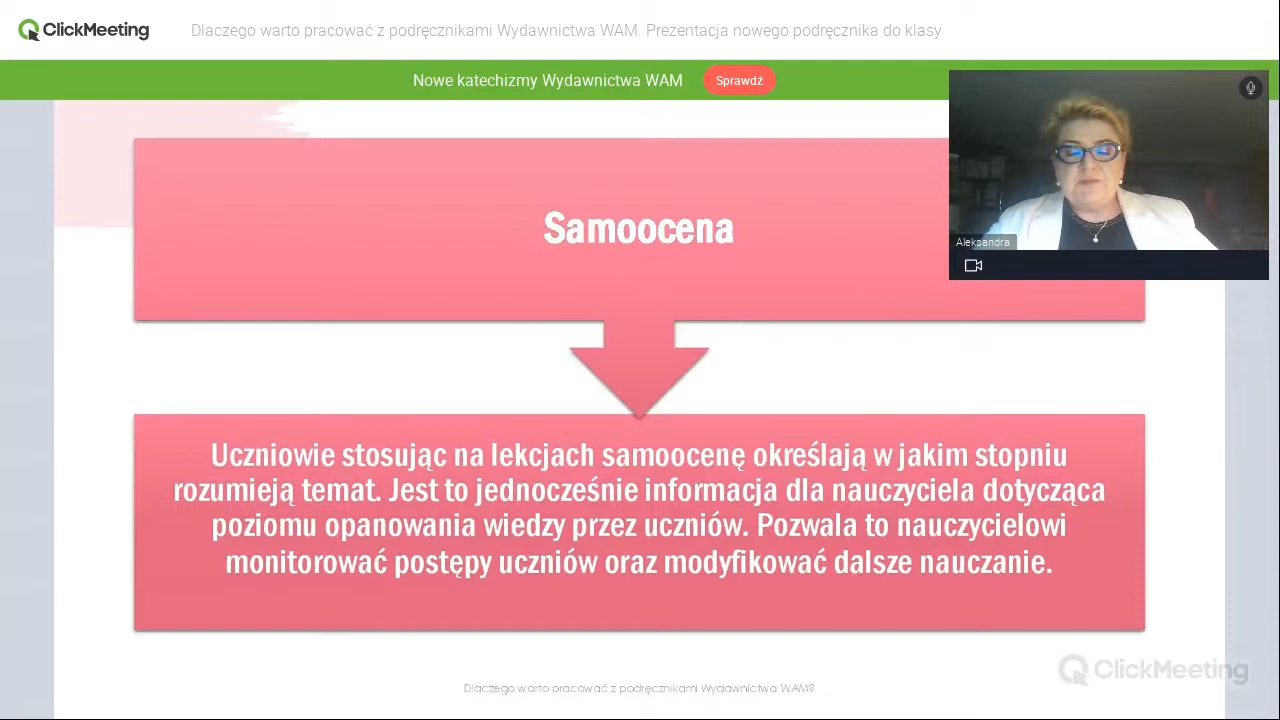 ClickMeeting
Dlaczego warto pracować z podręcznikami Wydawnictwa WAM. Prezentacja nowego podręcznika do klasy
Nowe katechizmy Wydawnictwa WAM
Sprawdź
Aleksandra
Samoocena
Uczniowie stosując na lekcjach samoocenę określają w jakim stopniu
rozumieją temat. Jest to jednocześnie informacja dla nauczyciela dotycząca
poziomu opanowania wiedzy przez uczniów. Pozwala to nauczycielowi
monitorować postępy uczniów oraz modyfikować dalsze nauczanie.
ClickMeeting
Dlaczego warto pracować z podręcznikami Wydawnictwa WAM?